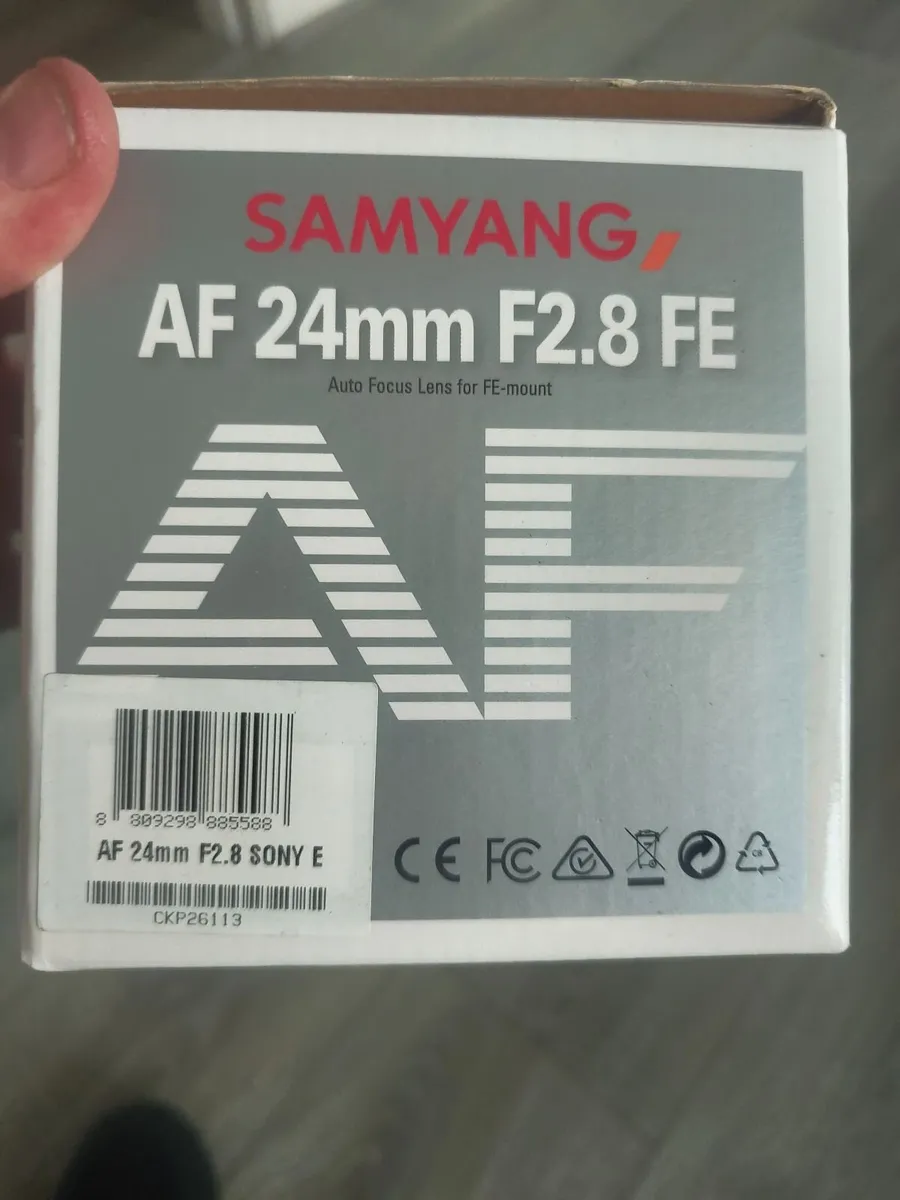 SAMYANG
AF 24mm F2.8 FE
Auto Focus Lens for FE-mount
AF
8 809298 885588
AF 24mm F2.8 SONY E
CKP26113
CE FC
CB